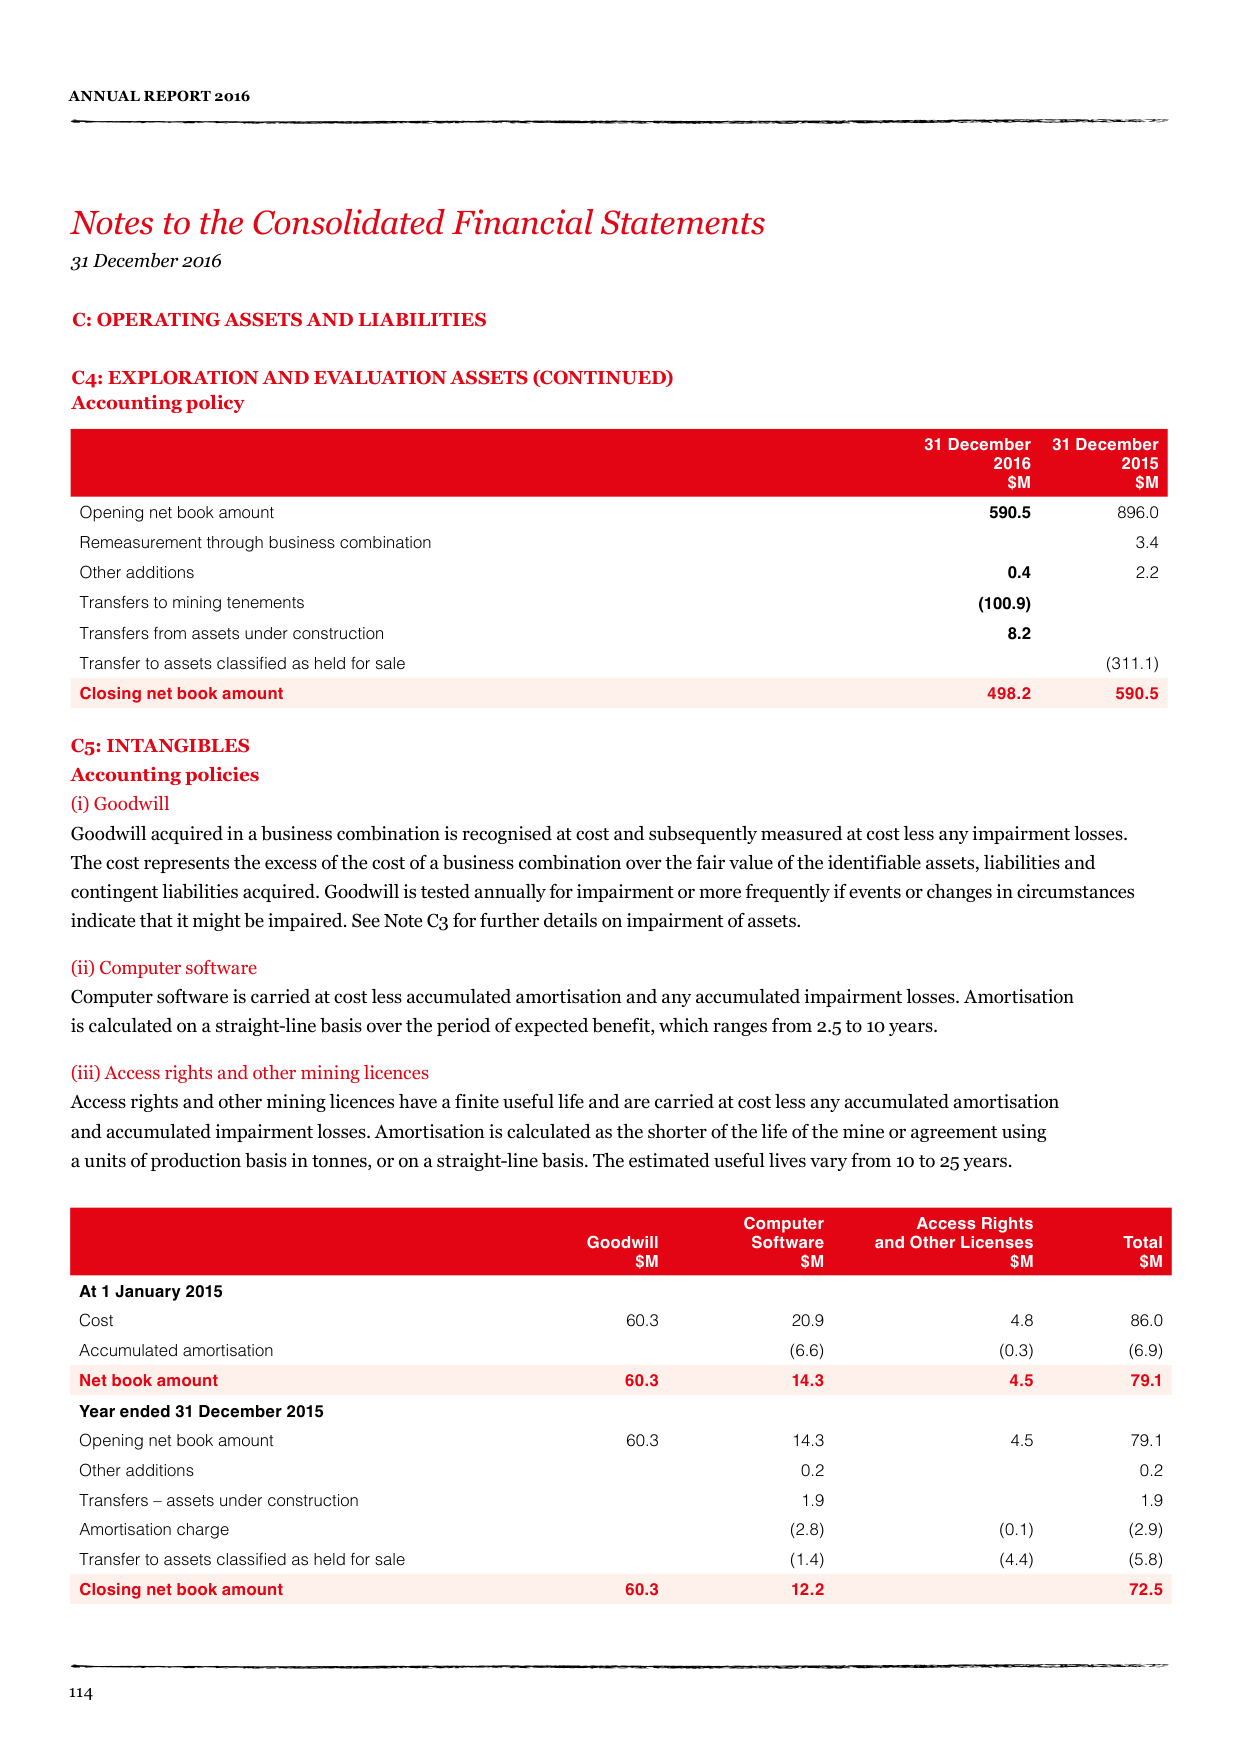 ANNUAL REPORT 2016
Notes to the Consolidated Financial Statements
31 December 2016
C: OPERATING ASSETS AND LIABILITIES
C4: EXPLORATION AND EVALUATION ASSETS (CONTINUED)
Accounting policy
31 December 31 December
2016 2015
$M $M
Opening net book amount 590.5 896.0
Remeasurement through business combination 3.4
Other additions 0.4 2.2
Transfers to mining tenements (100.9)
Transfers from assets under construction 8.2
Transfer to assets classified as held for sale (311.1)
Closing net book amount 498.2 590.5
C5: INTANGIBLES
Accounting policies
(i) Goodwill
Goodwill acquired in a business combination is recognised at cost and subsequently measured at cost less any impairment losses.
The cost represents the excess of the cost of a business combination over the fair value of the identifiable assets, liabilities and
contingent liabilities acquired. Goodwill is tested annually for impairment or more frequently if events or changes in circumstances
indicate that it might be impaired. See Note C3 for further details on impairment of assets.
(ii) Computer software
Computer software is carried at cost less accumulated amortisation and any accumulated impairment losses. Amortisation
is calculated on a straight-line basis over the period of expected benefit, which ranges from 2.5 to 10 years.
(iii) Access rights and other mining licences
Access rights and other mining licences have a finite useful life and are carried at cost less any accumulated amortisation
and accumulated impairment losses. Amortisation is calculated as the shorter of the life of the mine or agreement using
a units of production basis in tonnes, or on a straight-line basis. The estimated useful lives vary from 10 to 25 years.
Computer Access Rights
Goodwill Software and Other Licenses Total
$M $M $M $M
At 1 January 2015
Cost 60.3 20.9 4.8 86.0
Accumulated amortisation (6.6) (0.3) (6.9)
Net book amount 60.3 14.3 4.5 79.1
Year ended 31 December 2015
Opening net book amount 60.3 14.3 4.5 79.1
Other additions 0.2 0.2
Transfers – assets under construction 1.9 1.9
Amortisation charge (2.8) (0.1) (2.9)
Transfer to assets classified as held for sale (1.4) (4.4) (5.8)
Closing net book amount 60.3 12.2 72.5
114